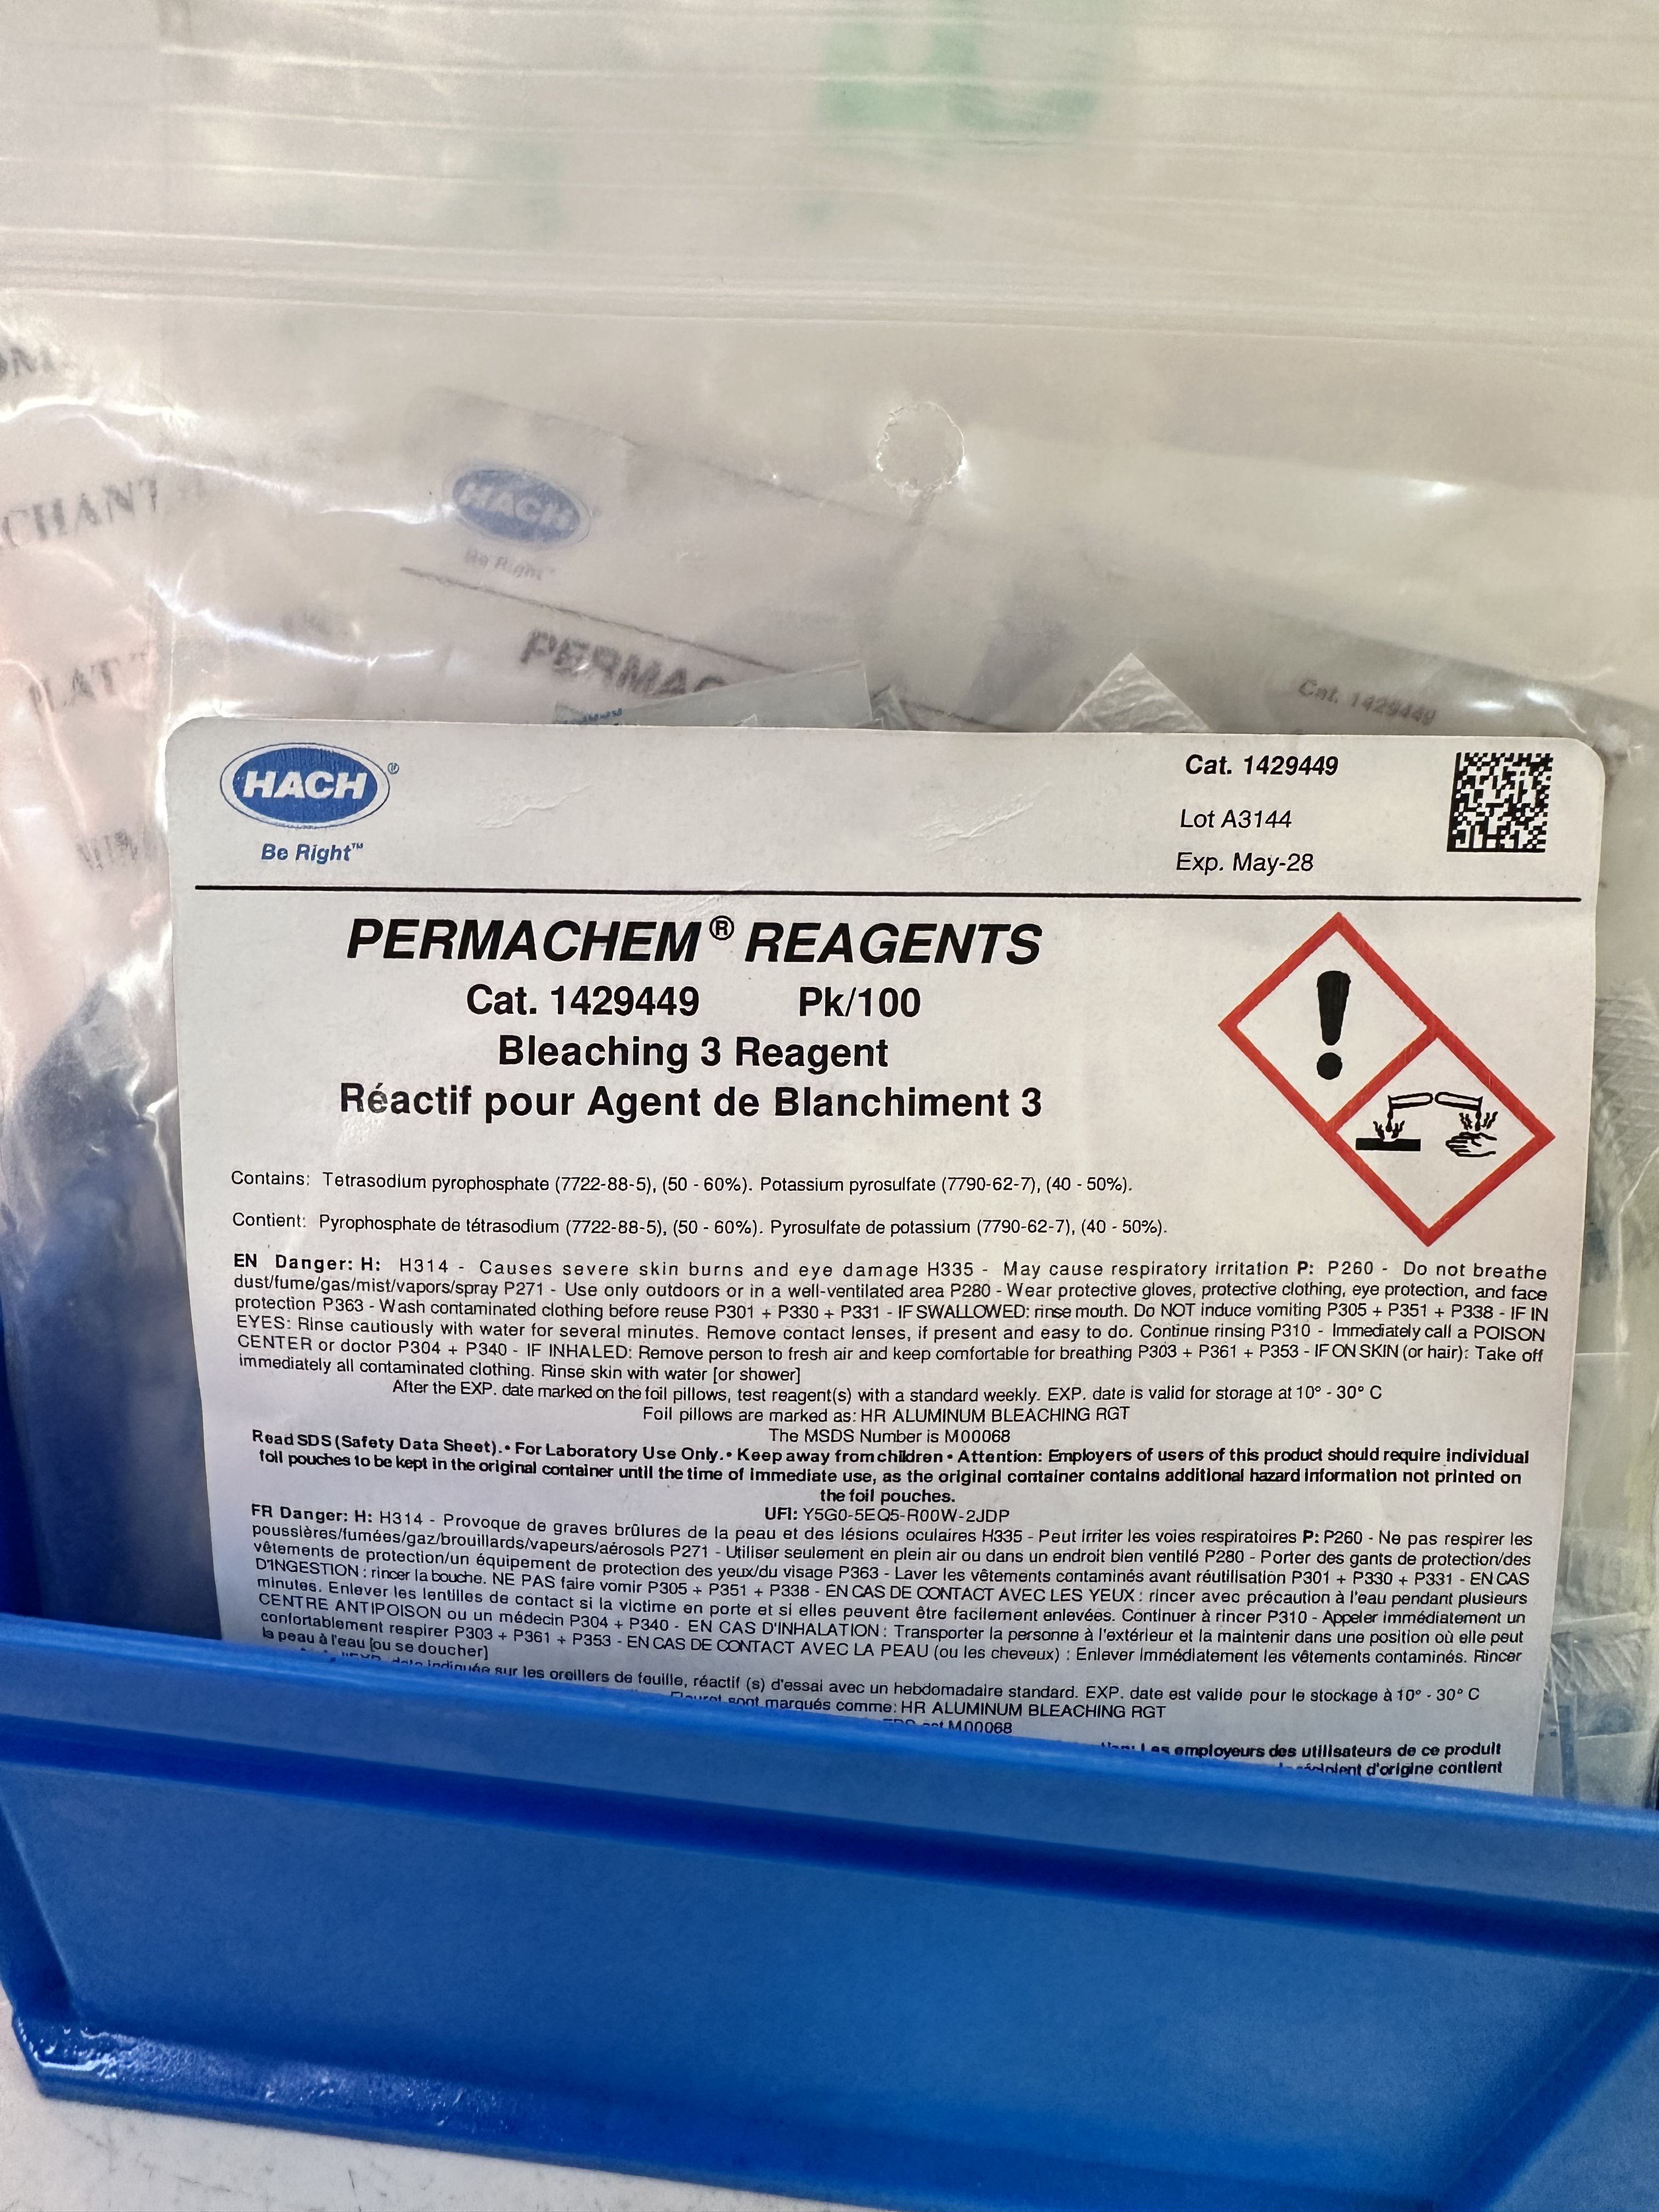 CHANT
HACH
Be Right™
PERMAC
Cat. 1429449
HACH®
Be Right™
Cat. 1429449
Lot A3144
Exp. May-28
PERMACHEM® REAGENTS
Cat. 1429449 Pk/100
Bleaching 3 Reagent
Réactif pour Agent de Blanchiment 3
Contains: Tetrasodium pyrophosphate (7722-88-5), (50 - 60%). Potassium pyrosulfate (7790-62-7), (40 - 50%).
Contient: Pyrophosphate de tétrasodium (7722-88-5), (50 - 60%). Pyrosulfate de potassium (7790-62-7), (40 - 50%).
EN Danger: H: H314 - Causes severe skin burns and eye damage H335 - May cause respiratory irritation P: P260 - Do not breathe
dust/fume/gas/mist/vapors/spray P271 - Use only outdoors or in a well-ventilated area P280 - Wear protective gloves, protective clothing, eye protection, and face
protection P363 - Wash contaminated clothing before reuse P301 + P330 + P331 - IF SWALLOWED: rinse mouth. Do NOT induce vomiting P305 + P351 + P338 - IF IN
EYES: Rinse cautiously with water for several minutes. Remove contact lenses, if present and easy to do. Continue rinsing P310 - Immediately call a POISON
CENTER or doctor P304 + P340 - IF INHALED: Remove person to fresh air and keep comfortable for breathing P303 + P361 + P353 - IF ON SKIN (or hair): Take off
immediately all contaminated clothing. Rinse skin with water [or shower]
After the EXP. date marked on the foil pillows, test reagent(s) with a standard weekly. EXP. date is valid for storage at 10° - 30° C
Foil pillows are marked as: HR ALUMINUM BLEACHING RGT
The MSDS Number is M00068
Read SDS (Safety Data Sheet). • For Laboratory Use Only. • Keep away from children • Attention: Employers of users of this product should require individual
foil pouches to be kept in the original container until the time of immediate use, as the original container contains additional hazard information not printed on
the foil pouches.
UFI: Y5G0-5EQ5-R00W-2JDP
FR Danger: H: H314 - Provoque de graves brûlures de la peau et des lésions oculaires H335 - Peut irriter les voies respiratoires P: P260 - Ne pas respirer les
poussières/fumées/gaz/brouillards/vapeurs/aérosols P271 - Utiliser seulement en plein air ou dans un endroit bien ventilé P280 - Porter des gants de protection/des
vêtements de protection/un équipement de protection des yeux/du visage P363 - Laver les vêtements contaminés avant réutilisation P301 + P330 + P331 - EN CAS
D'INGESTION : rincer la bouche. NE PAS faire vomir P305 + P351 + P338 - EN CAS DE CONTACT AVEC LES YEUX : rincer avec précaution à l'eau pendant plusieurs
minutes. Enlever les lentilles de contact si la victime en porte et si elles peuvent être facilement enlevées. Continuer à rincer P310 - Appeler immédiatement un
CENTRE ANTIPOISON ou un médecin P304 + P340 - EN CAS D'INHALATION : Transporter la personne à l'extérieur et la maintenir dans une position où elle peut
confortablement respirer P303 + P361 + P353 - EN CAS DE CONTACT AVEC LA PEAU (ou les cheveux) : Enlever immédiatement les vêtements contaminés. Rincer
la peau à l'eau [ou se doucher]
date indiquée sur les oreillers de feuille, réactif (s) d'essai avec un hebdomadaire standard. EXP. date est valide pour le stockage à 10° - 30° C
sont marqués comme: HR ALUMINUM BLEACHING RGT
M00068
Les employeurs des utilisateurs de ce produit
d'origine contient